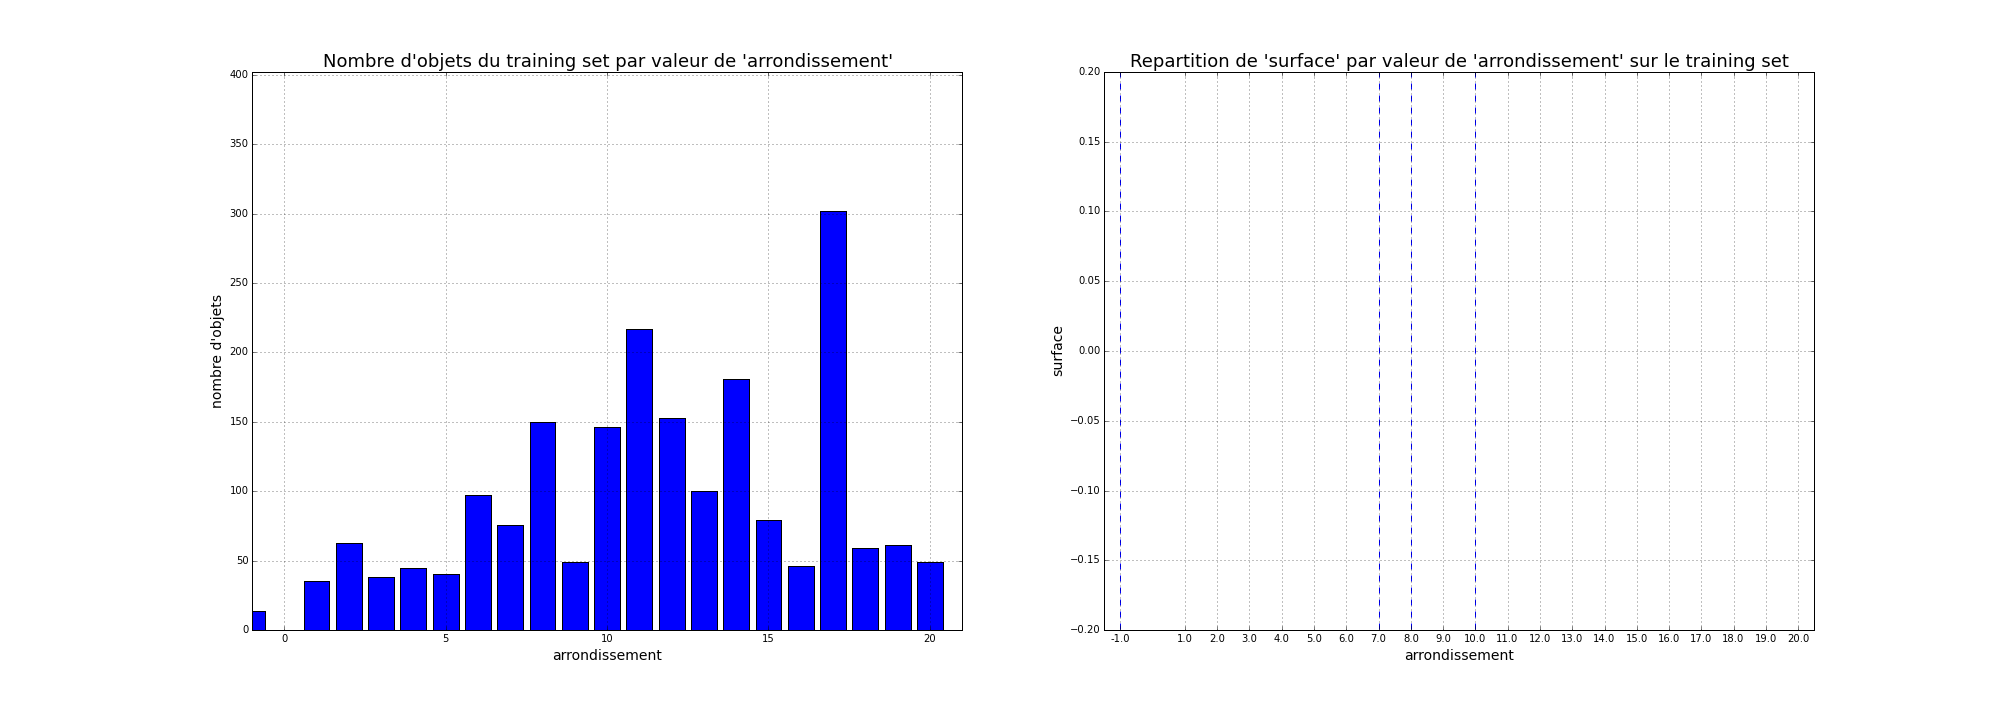 Nombre d'objets du training set par valeur de 'arrondissement'
400
350
300
250
200
150
100
50
0
nombre d'objets
0 5 10 15 20
arrondissement
Repartition de 'surface' par valeur de 'arrondissement' sur le training set
0.20
0.15
0.10
0.05
0.00
−0.05
−0.10
−0.15
−0.20
surface
-1.0 1.0 2.0 3.0 4.0 5.0 6.0 7.0 8.0 9.0 10.0 11.0 12.0 13.0 14.0 15.0 16.0 17.0 18.0 19.0 20.0
arrondissement